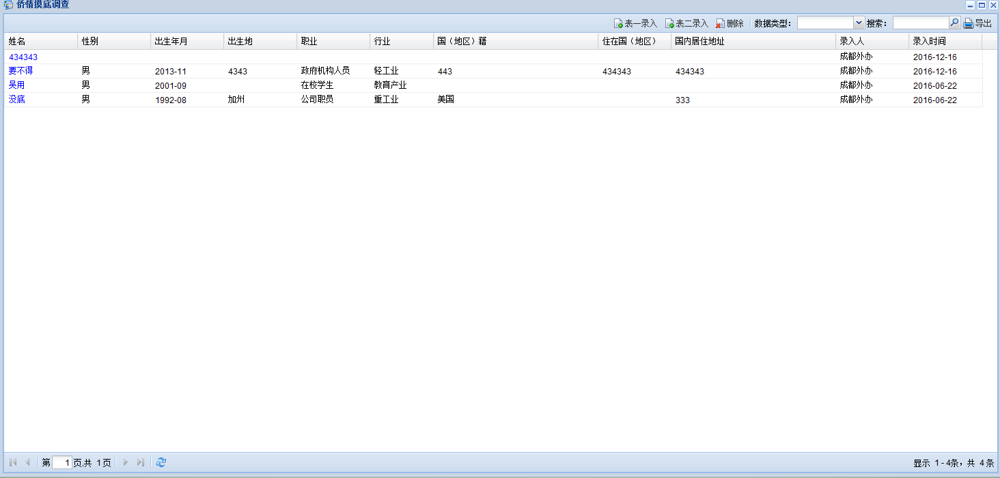 侨情摸底调查
表一录入 表二录入 删除 数据类型： 搜索： 导出
姓名 性别 出生年月 出生地 职业 行业 国（地区）籍 住在国（地区） 国内居住地址 录入人 录入时间
434343 成都外办 2016-12-16
要不得 男 2013-11 4343 政府机构人员 轻工业 443 434343 434343 成都外办 2016-12-16
吴用 男 2001-09 在校学生 教育产业 成都外办 2016-06-22
没底 男 1992-08 加州 公司职员 重工业 美国 333 成都外办 2016-06-22
第 1 页,共 1页 显示 1 - 4条，共 4 条